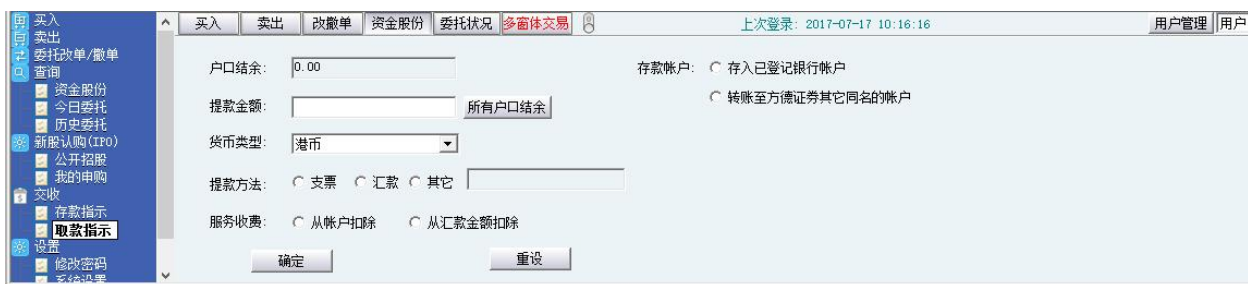 买入
卖出
委托改单/撤单
查询
资金股份
今日委托
历史委托
新股认购(IPO)
公开招股
我的申购
交收
存款指示
取款指示
设置
修改密码
系统设置
买入 卖出 改撤单 资金股份 委托状况 多窗体交易 上次登录: 2017-07-17 10:16:16 用户管理 用户
户口结余: 0.00 存款帐户: 存入已登记银行帐户
转账至方德证券其它同名的帐户
提款金额: 所有户口结余
货币类型: 港币
提款方法: 支票 汇款 其它
服务收费: 从帐户扣除 从汇款金额扣除
确定 重设